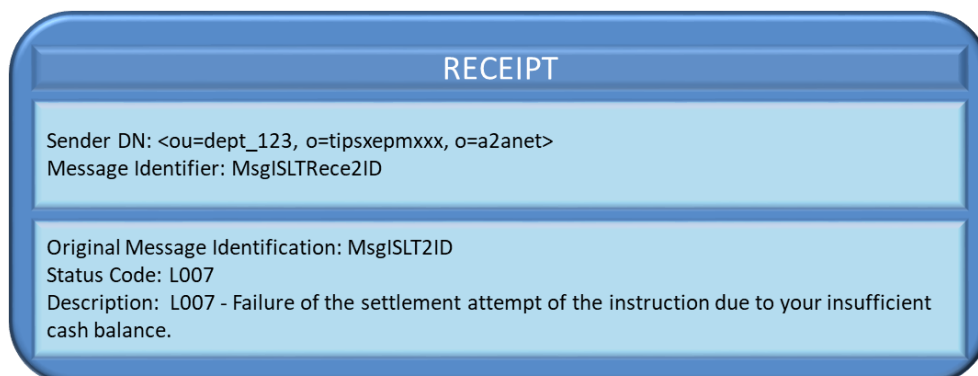 RECEIPT
Sender DN: <ou=dept_123, o=tipsxepmxxx, o=a2anet>
Message Identifier: MsgISLTRece2ID
Original Message Identification: MsgISLT2ID
Status Code: L007
Description:  L007 - Failure of the settlement attempt of the instruction due to your insufficient
cash balance.